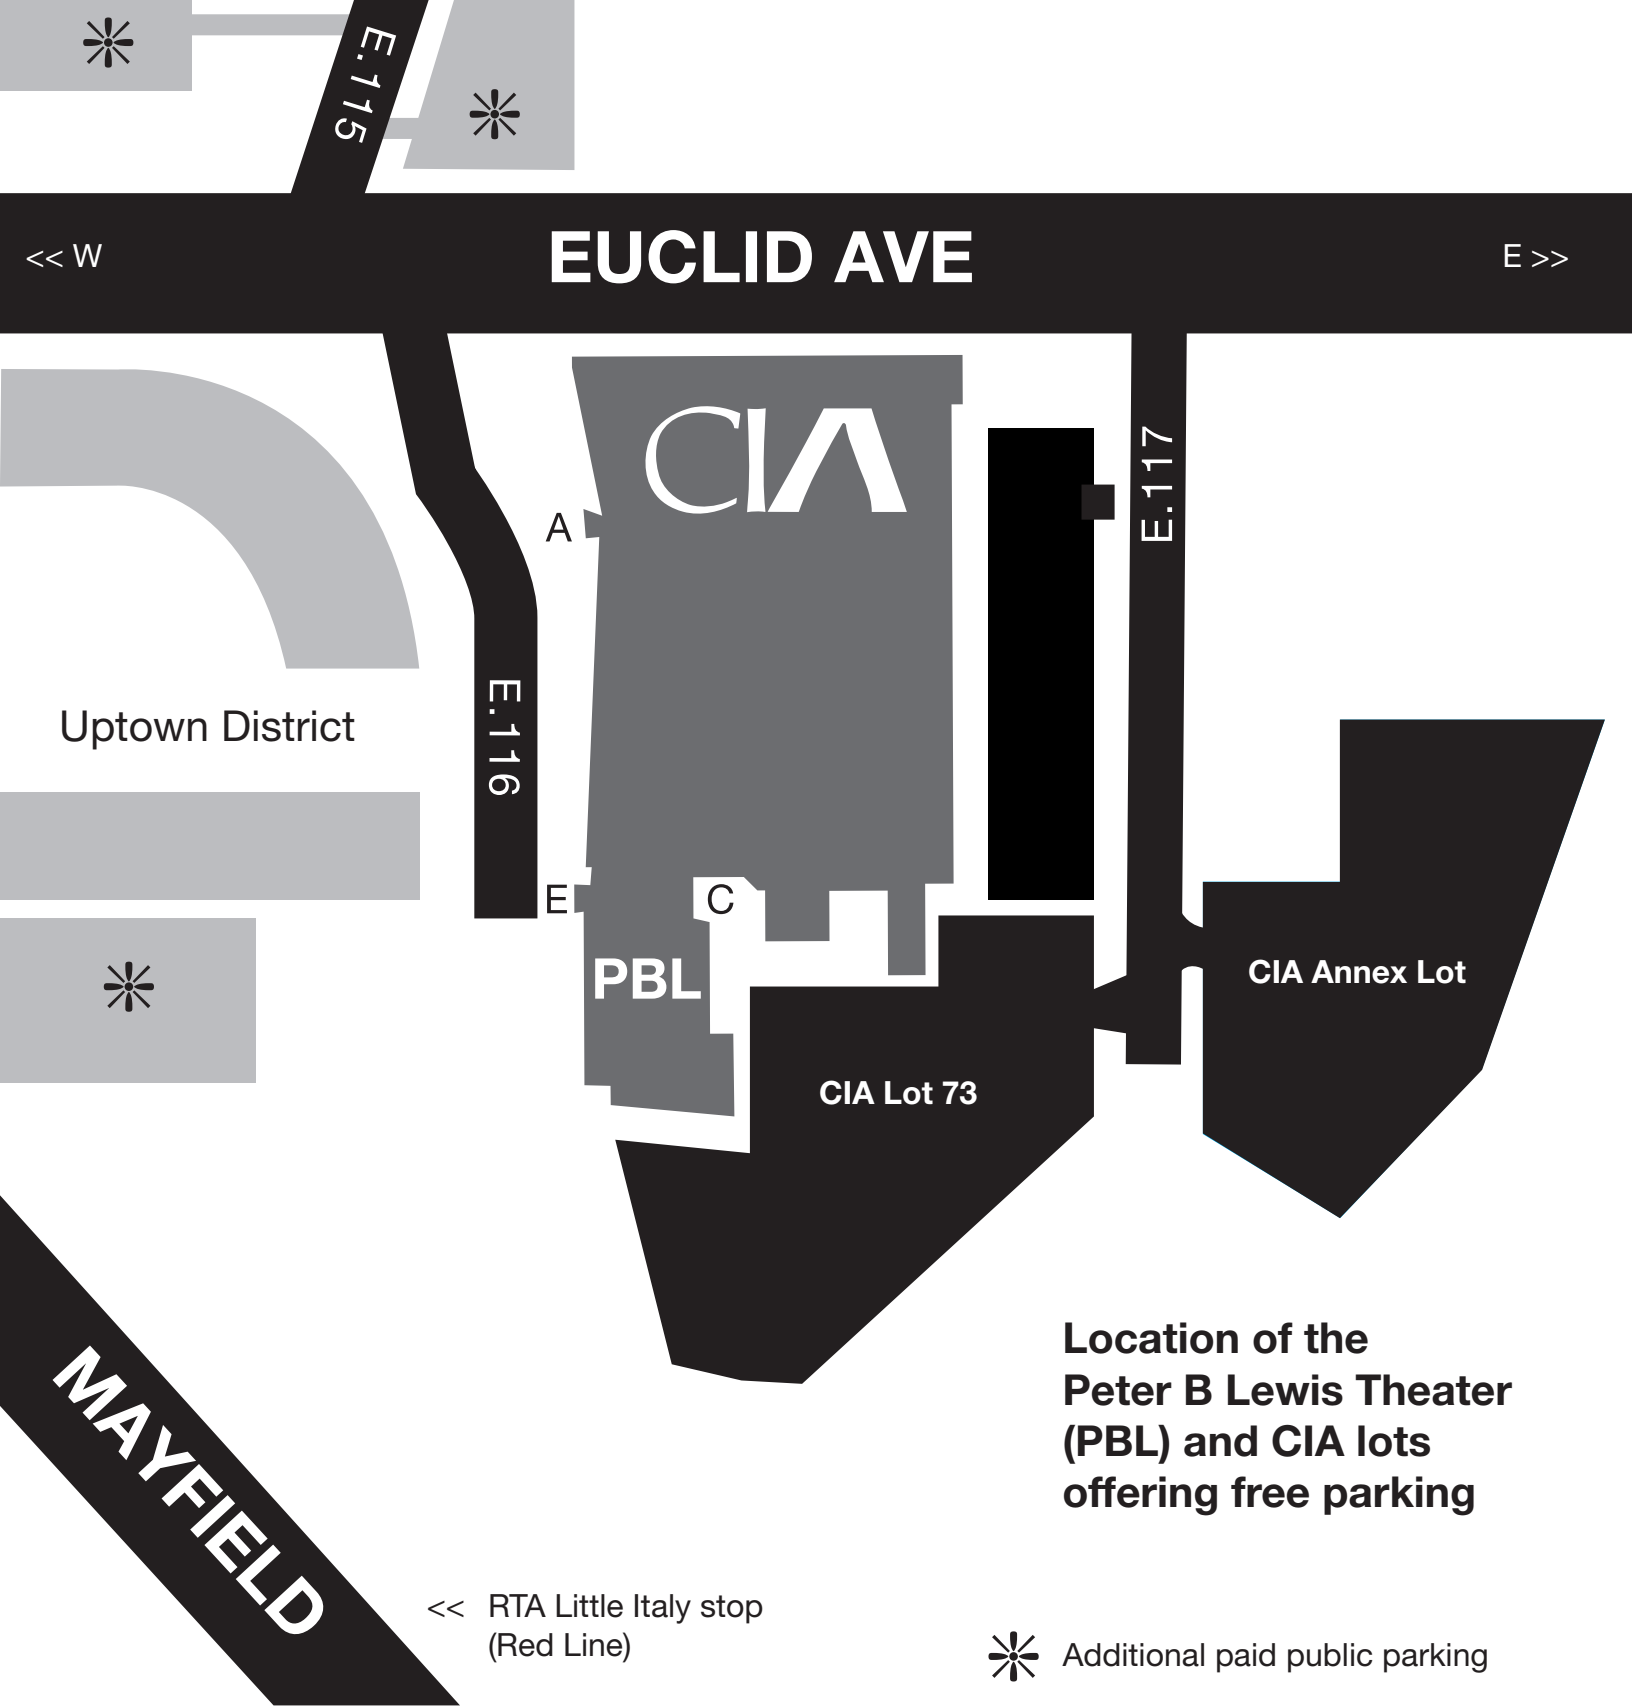 E.115
<< W
EUCLID AVE
E >>
CIA
E.117
A
E.116
Uptown District
E
C
PBL
CIA Annex Lot
CIA Lot 73
MAYFIELD
Location of the
Peter B Lewis Theater
(PBL) and CIA lots
offering free parking
<< RTA Little Italy stop
(Red Line)
Additional paid public parking